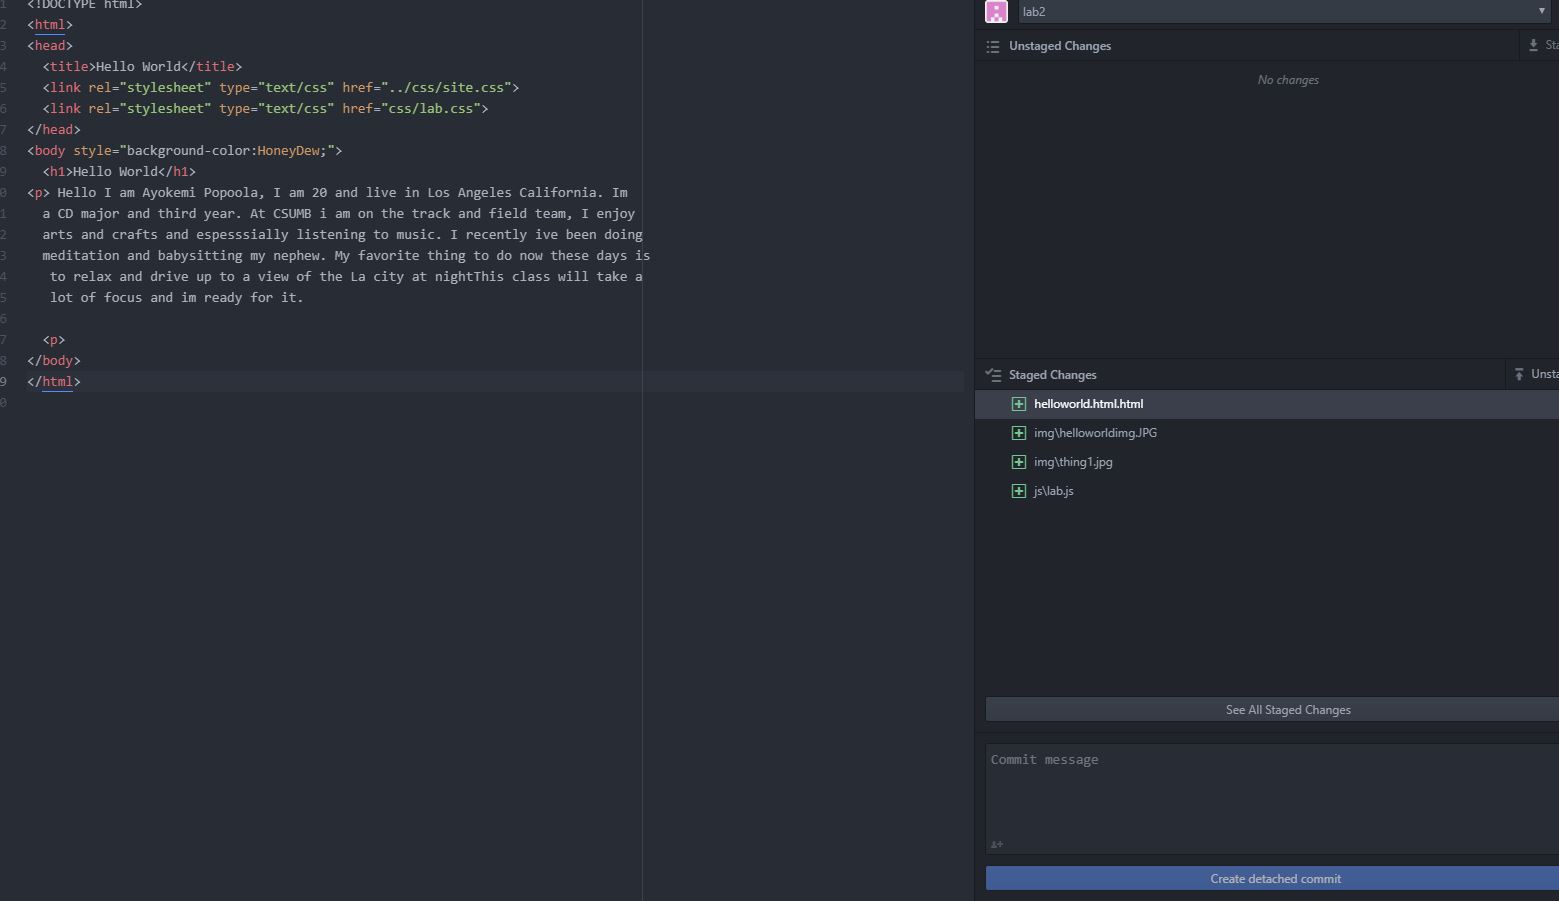 1 <!DOCTYPE html>
2 <html>
3 <head>
4   <title>Hello World</title>
5   <link rel="stylesheet" type="text/css" href="../css/site.css">
6   <link rel="stylesheet" type="text/css" href="css/lab.css">
7 </head>
8 <body style="background-color:HoneyDew;">
9   <h1>Hello World</h1>
0 <p> Hello I am Ayokemi Popoola, I am 20 and live in Los Angeles California. Im
1   a CD major and third year. At CSUMB i am on the track and field team, I enjoy
2   arts and crafts and espesssially listening to music. I recently ive been doing
3   meditation and babysitting my nephew. My favorite thing to do now these days is
4    to relax and drive up to a view of the La city at nightThis class will take a
5    lot of focus and im ready for it.
6
7   <p>
8 </body>
9 </html>
0
lab2
Unstaged Changes
Sta
No changes
Staged Changes
Unsta
helloworld.html.html
img\helloworldimg.JPG
img\thing1.jpg
js\lab.js
See All Staged Changes
Commit message
Create detached commit